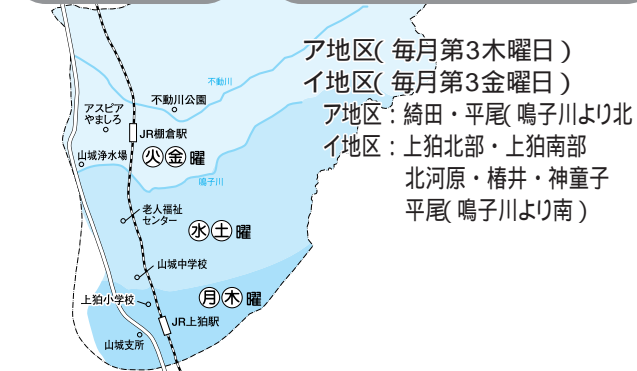 ア地区(毎月第3木曜日)
イ地区(毎月第3金曜日)
ア地区:綺田・平尾(鳴子川より北
イ地区:上狛北部・上狛南部
北河原・椿井・神童子
平尾(鳴子川より南)
不動川
不動川公園
アスピア
やましろ
JR棚倉駅
山城浄水場
火金曜
鳴子川
老人福祉
センター
水土曜
山城中学校
月木曜
上狛小学校
JR上狛駅
山城支所